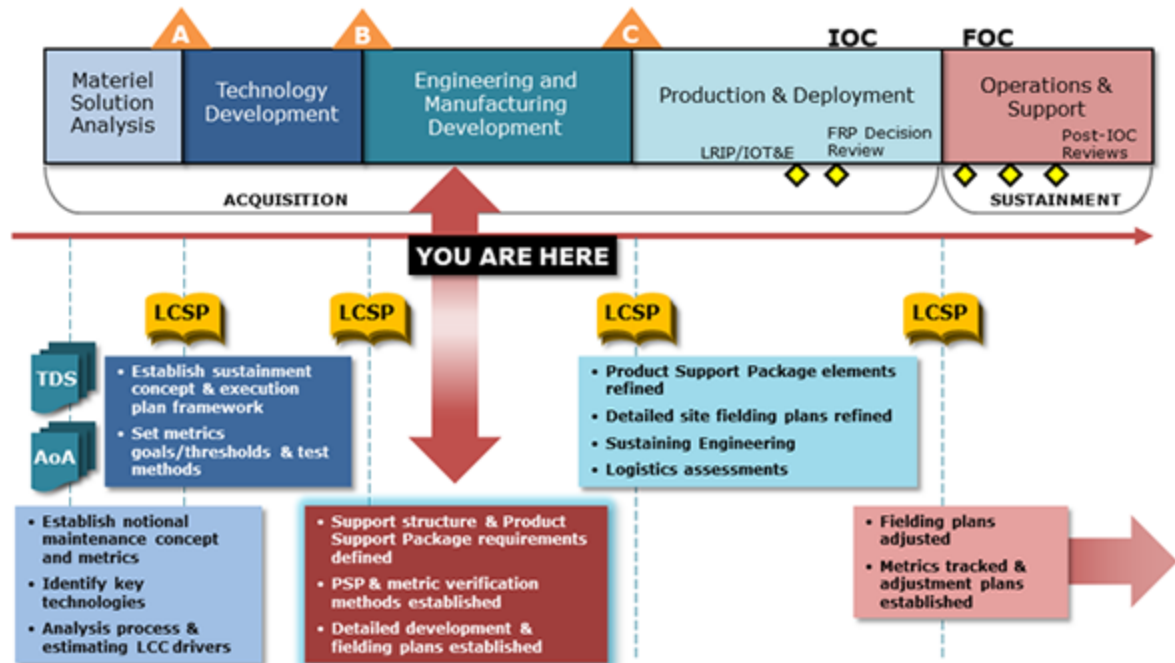 A
B
C
IOC
FOC
Materiel
Solution
Analysis
Technology
Development
Engineering and
Manufacturing
Development
Production & Deployment
LRIP/IOT&E
FRP Decision
Review
Operations &
Support
Post-IOC
Reviews
ACQUISITION
SUSTAINMENT
YOU ARE HERE
LCSP
LCSP
LCSP
LCSP
TDS
AoA
• Establish sustainment
concept & execution
plan framework
• Set metrics
goals/thresholds & test
methods
• Product Support Package elements
refined
• Detailed site fielding plans refined
• Sustaining Engineering
• Logistics assessments
• Establish notional
maintenance concept
and metrics
• Identify key
technologies
• Analysis process &
estimating LCC drivers
• Support structure & Product
Support Package requirements
defined
• PSP & metric verification
methods established
• Detailed development &
fielding plans established
• Fielding plans
adjusted
• Metrics tracked &
adjustment plans
established